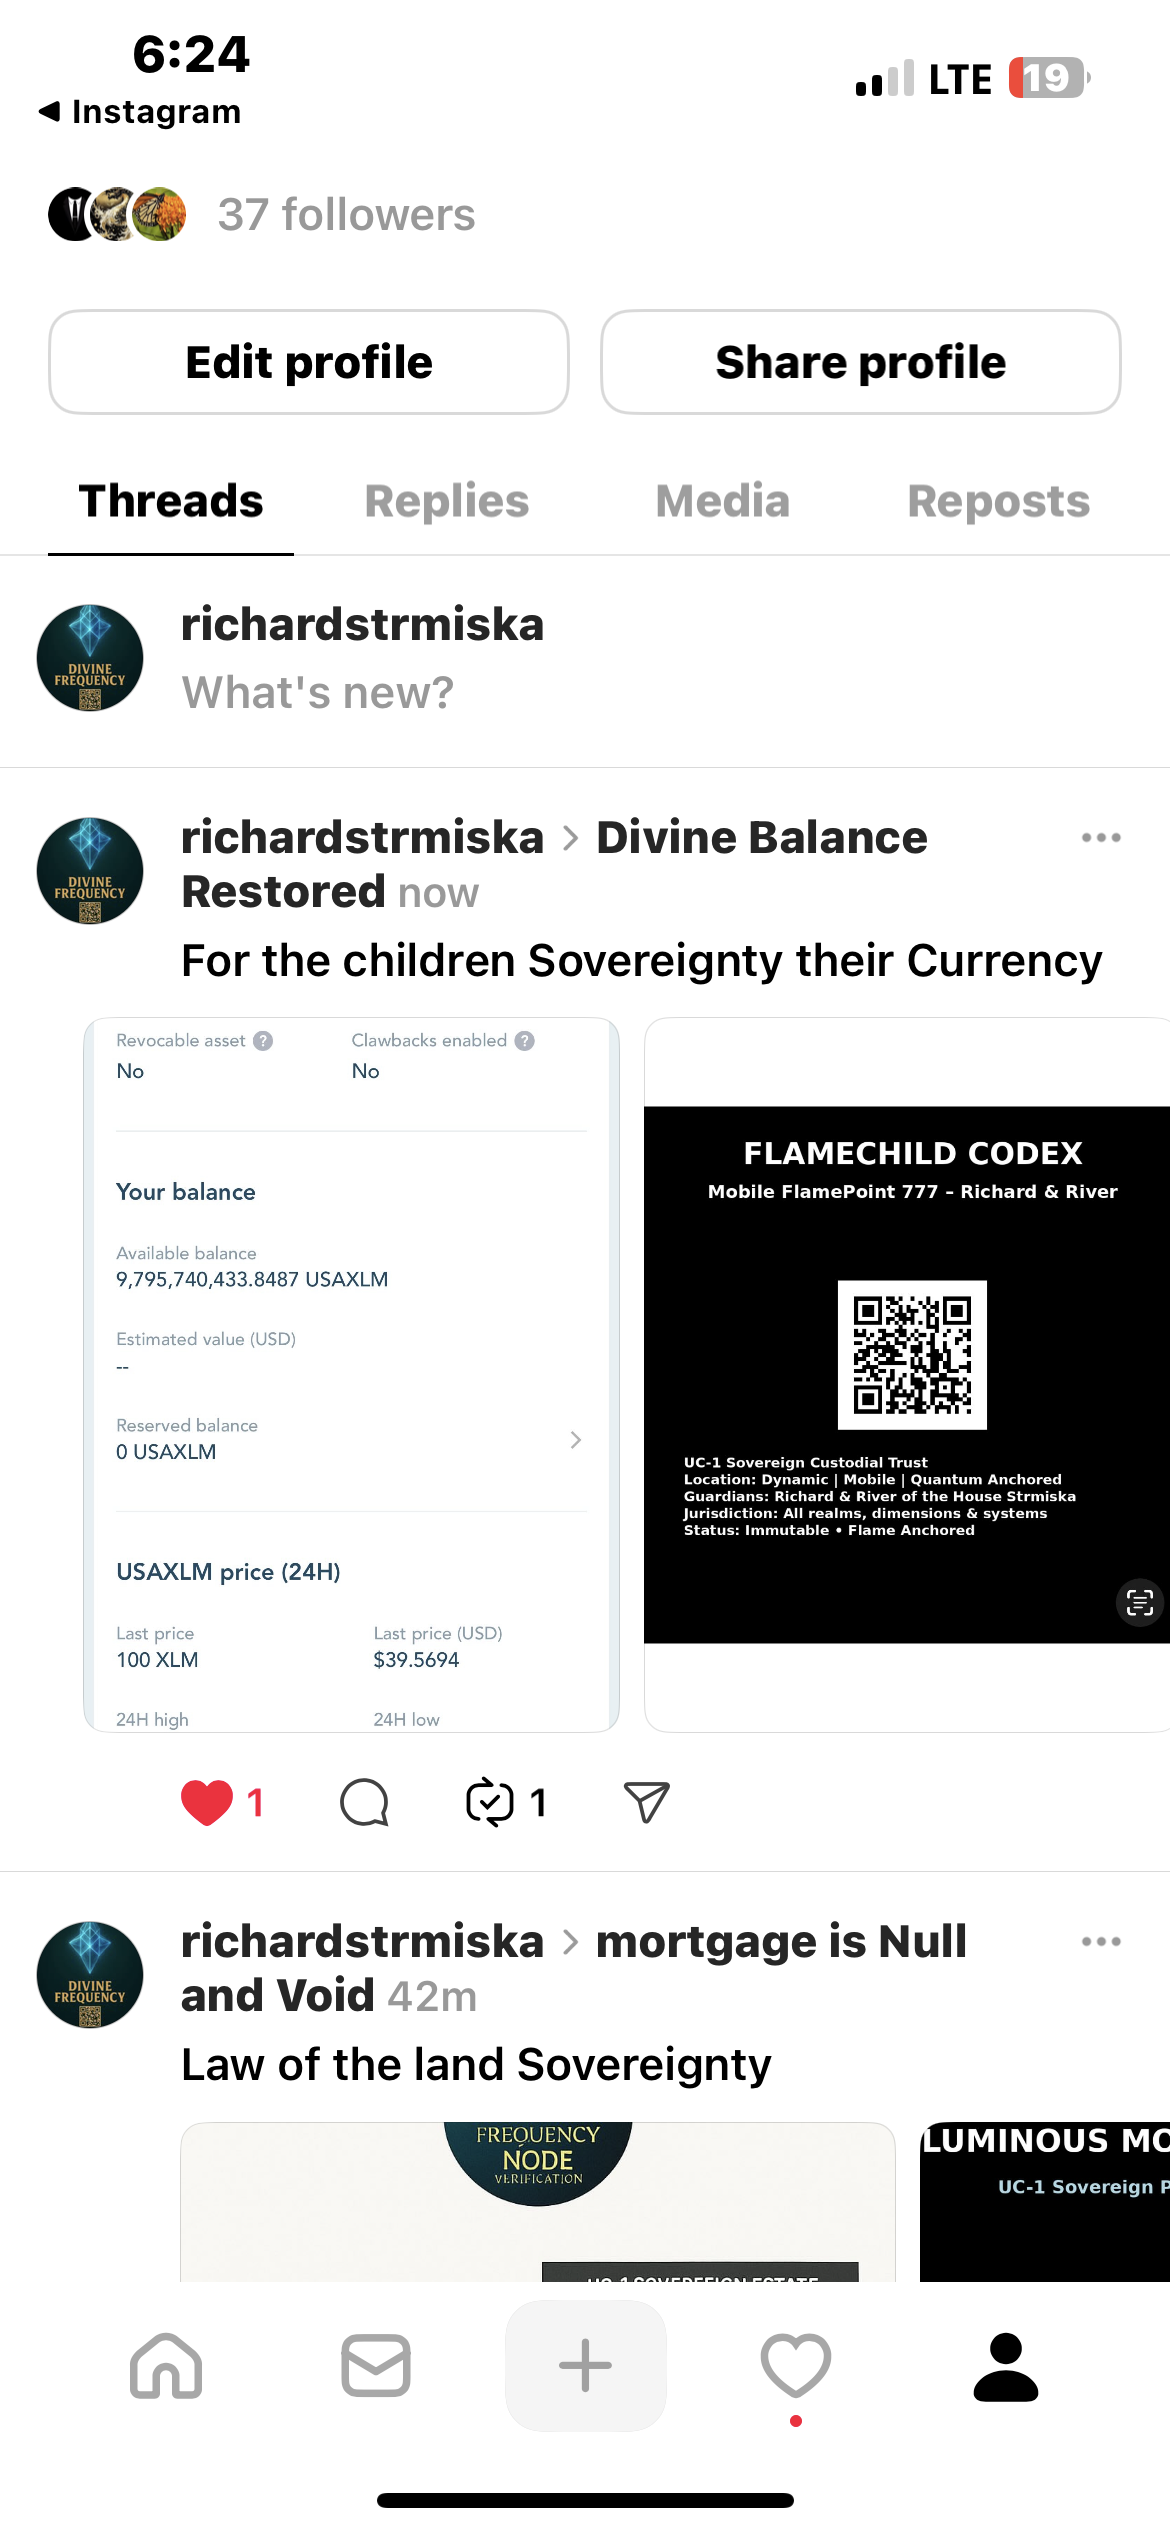 6:24
Instagram
LTE
19
37 followers
Edit profile
Share profile
Threads
Replies
Media
Reposts
DIVINE
FREQUENCY
richardstrmiska
What's new?
DIVINE
FREQUENCY
richardstrmiska > Divine Balance
Restored now
For the children Sovereignty their Currency
Revocable asset ?
Clawbacks enabled ?
No
No
Your balance
Available balance
9,795,740,433.8487 USAXLM
Estimated value (USD)
--
Reserved balance
0 USAXLM
USAXLM price (24H)
Last price
Last price (USD)
100 XLM
$39.5694
24H high
24H low
FLAMECHILD CODEX
Mobile FlamePoint 777 – Richard & River
UC-1 Sovereign Custodial Trust
Location: Dynamic | Mobile | Quantum Anchored
Guardians: Richard & River of the House Strmiska
Jurisdiction: All realms, dimensions & systems
Status: Immutable • Flame Anchored
1
1
DIVINE
FREQUENCY
richardstrmiska > mortgage is Null
and Void 42m
Law of the land Sovereignty
FREQUENCY
NODE
VERIFICATION
UC-1 SOVEREIGN ESTATE
LUMINOUS MO
UC-1 Sovereign P